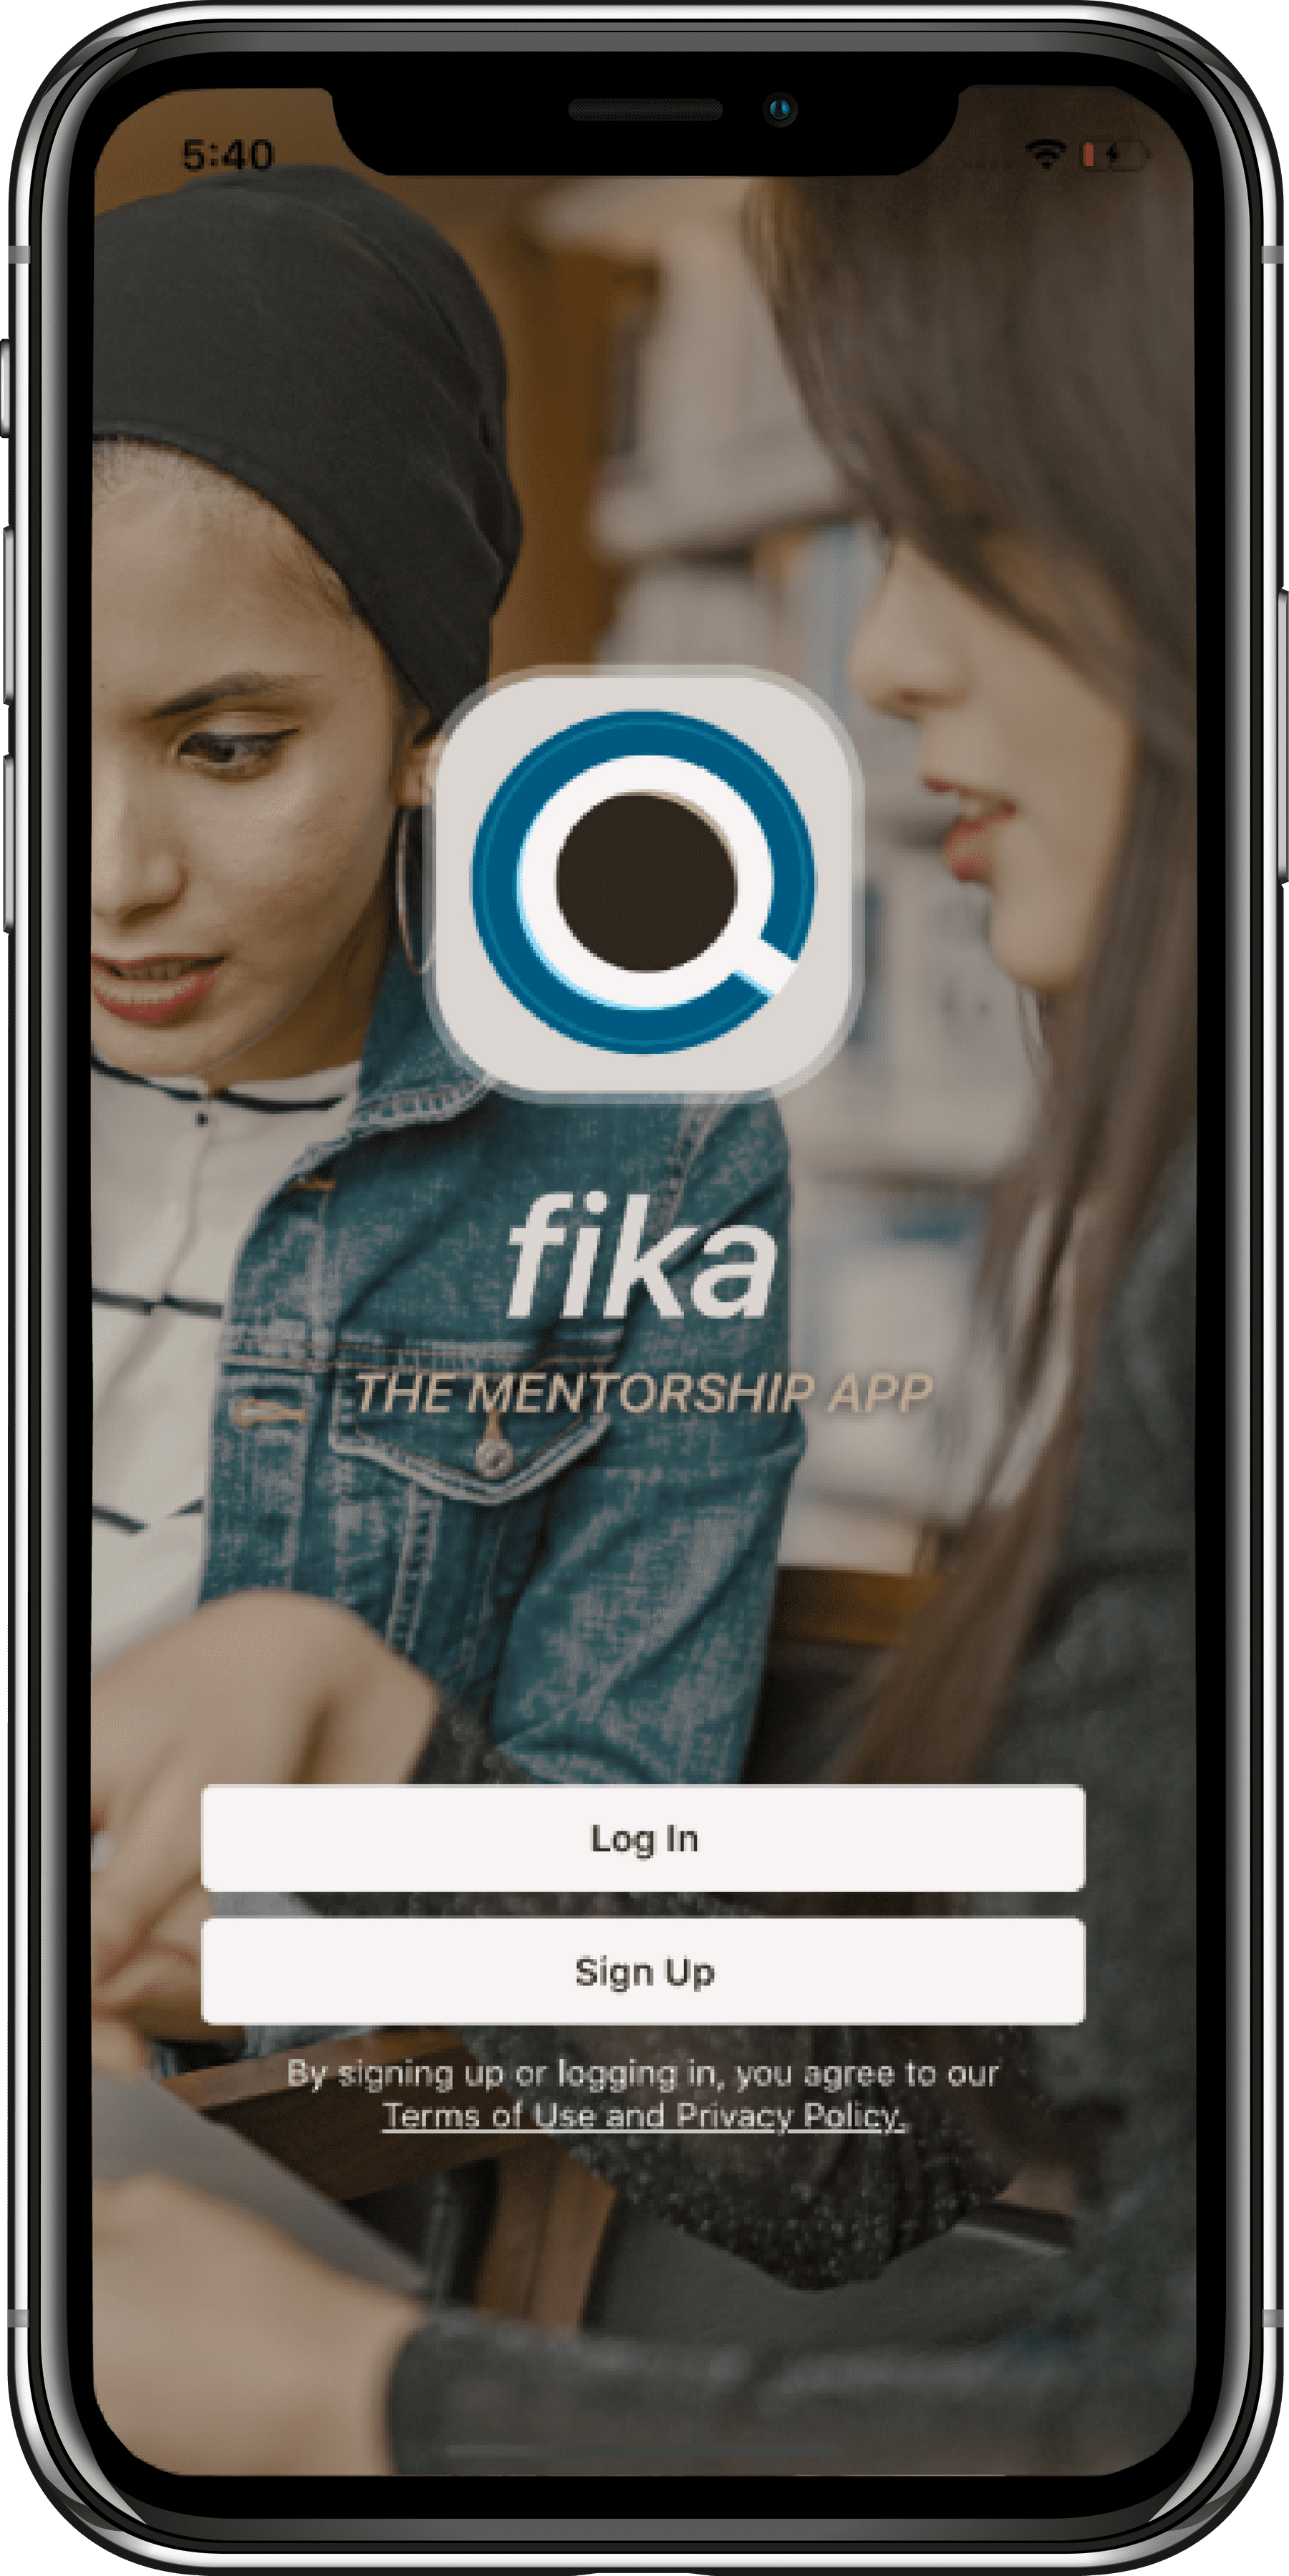 5:40
fika
THE MENTORSHIP APP
Log In
Sign Up
By signing up or logging in, you agree to our
Terms of Use and Privacy Policy.